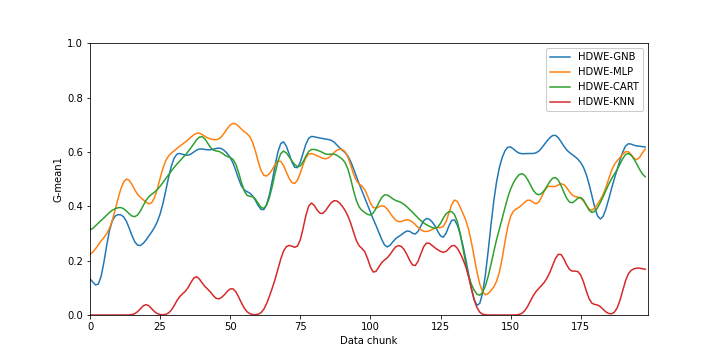 1.0
0.8
0.6
0.4
0.2
0.0
G-mean1
0 25 50 75 100 125 150 175
Data chunk
HDWE-GNB
HDWE-MLP
HDWE-CART
HDWE-KNN